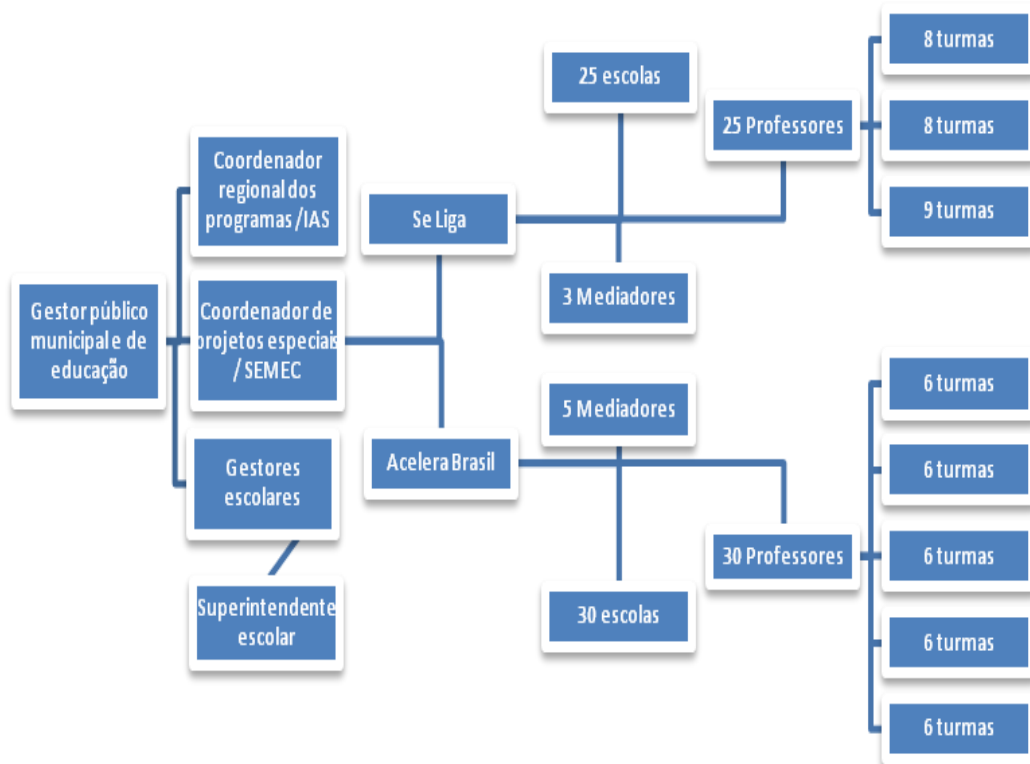 Gestor público
municipal e de
educação
Coordenador
regional dos
programas /IAS
Coordenador de
projetos especiais
/ SEMEC
Gestores
escolares
Superintendente
escolar
Se Liga
Acelera Brasil
25 escolas
3 Mediadores
5 Mediadores
30 escolas
25 Professores
30 Professores
8 turmas
8 turmas
9 turmas
6 turmas
6 turmas
6 turmas
6 turmas
6 turmas